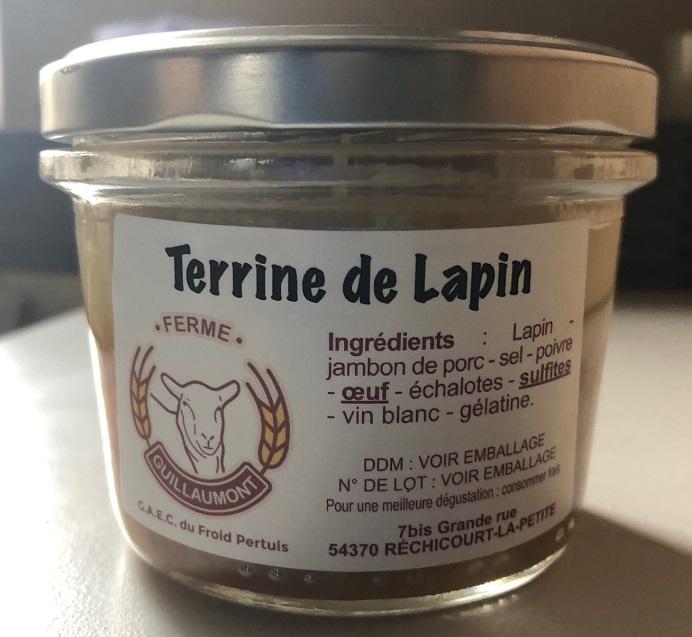 Terrine de Lapin
• FERME •
GUILLAUMONT
G.A.E.C. du Froid Pertuis
Ingrédients : Lapin -
jambon de porc - sel - poivre
- œuf - échalotes - sulfites
- vin blanc - gélatine.
DDM : VOIR EMBALLAGE
N° DE LOT : VOIR EMBALLAGE
Pour une meilleure dégustation : consommer frais
7bis Grande rue
54370 RÉCHICOURT-LA-PETITE